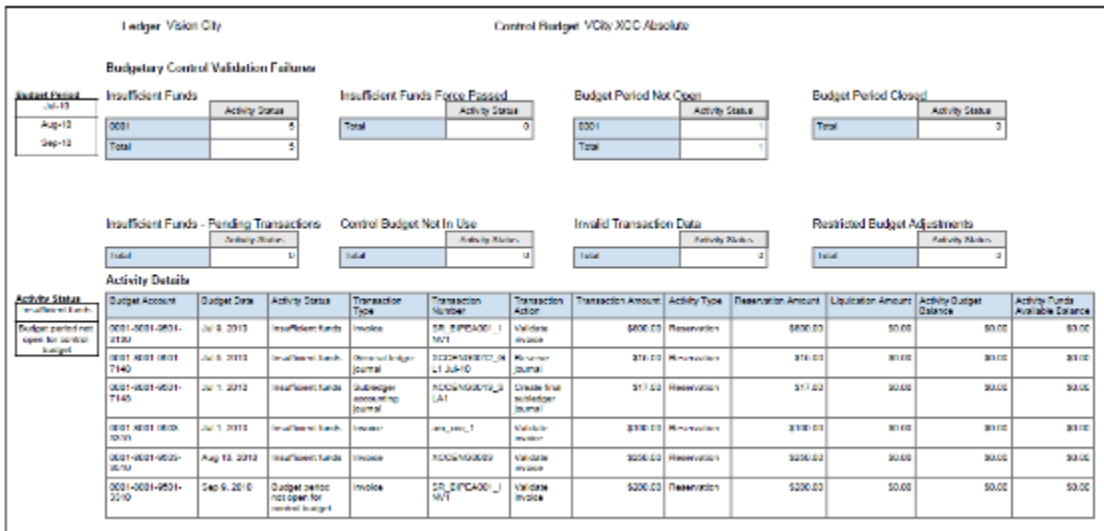 Ledger Vision City Control Budget VCity XCC Absolute
Budgetary Control Validation Failures
Budget Period
Jul-10
Aug-10
Sep-10
Insufficient Funds Insufficient Funds Force Passed Budget Period Not Open Budget Period Closed
Activity Status Activity Status Activity Status Activity Status
0001 5 Total 0 0001 1 Total 0
Total 5 Total 1
Insufficient Funds - Pending Transactions Control Budget Not In Use Invalid Transaction Data Restricted Budget Adjustments
Activity Status Activity Status Activity Status Activity Status
Total 0 Total 0 Total 0 Total 0
Activity Details
Activity Status
Insufficient funds
Budget period not
open for control
budget
Budget Account Budget Date Activity Status Transaction Type Transaction Number Transaction Action Transaction Amount Activity Type Reservation Amount Liquidation Amount Activity Budget Balance Activity Funds Available Balance
Insufficient funds Invoice Validate invoice $600.00 Reservation $600.00 $0.00 $0.00 $0.00
Insufficient funds General ledger journal Reserve journal Reservation $0.00 $0.00 $0.00
Jul 1, 2010 Insufficient funds Subledger accounting journal Create final subledger journal $17.00 Reservation $17.00 $0.00 $0.00 $0.00
Jul 1, 2010 Insufficient funds Invoice Validate invoice $100.00 Reservation $100.00 $0.00 $0.00 $0.00
Aug 10, 2010 Insufficient funds Invoice Validate invoice $250.00 Reservation $250.00 $0.00 $0.00 $0.00
Sep 9, 2010 Budget period not open for control budget Invoice Validate invoice $200.00 Reservation $200.00 $0.00 $0.00 $0.00